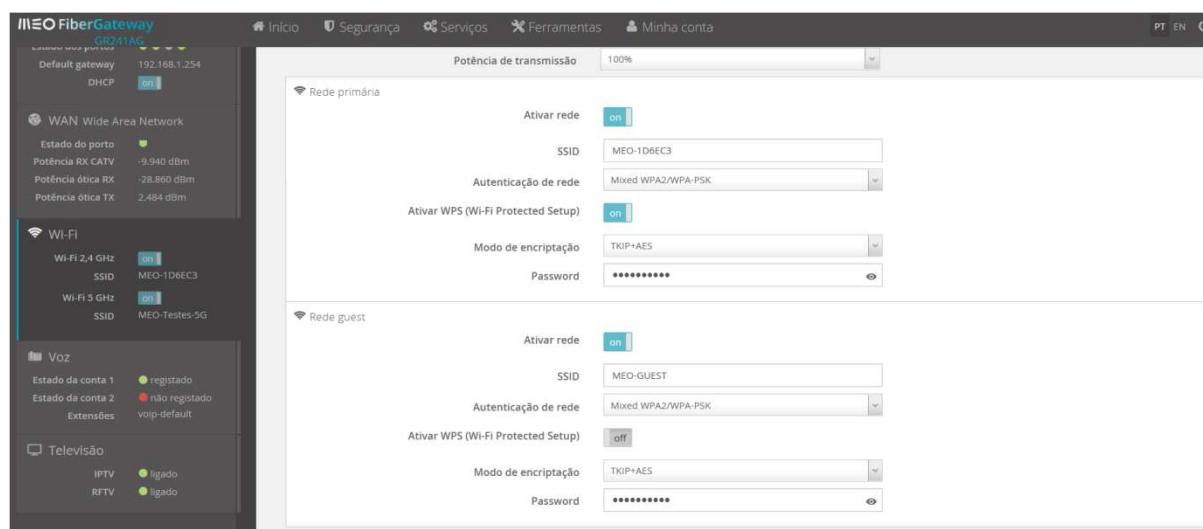 MEO FiberGateway
GR241AG
Início
Segurança
Serviços
Ferramentas
Minha conta
PT EN
Estado dos portos
Default gateway 192.168.1.254
DHCP on
WAN Wide Area Network
Estado do porto
Potência RX CATV -9.940 dBm
Potência ótica RX -28.860 dBm
Potência ótica TX 2.484 dBm
Wi-Fi
Wi-Fi 2,4 GHz on
SSID MEO-1D6EC3
Wi-Fi 5 GHz on
SSID MEO-Testes-5G
Voz
Estado da conta 1 registado
Estado da conta 2 não registado
Extensões voip-default
Televisão
IPTV ligado
RFTV ligado
Potência de transmissão 100%
Rede primária
Ativar rede on
SSID MEO-1D6EC3
Autenticação de rede Mixed WPA2/WPA-PSK
Ativar WPS (Wi-Fi Protected Setup) on
Modo de encriptação TKIP+AES
Password ••••••••••
Rede guest
Ativar rede on
SSID MEO-GUEST
Autenticação de rede Mixed WPA2/WPA-PSK
Ativar WPS (Wi-Fi Protected Setup) off
Modo de encriptação TKIP+AES
Password ••••••••••